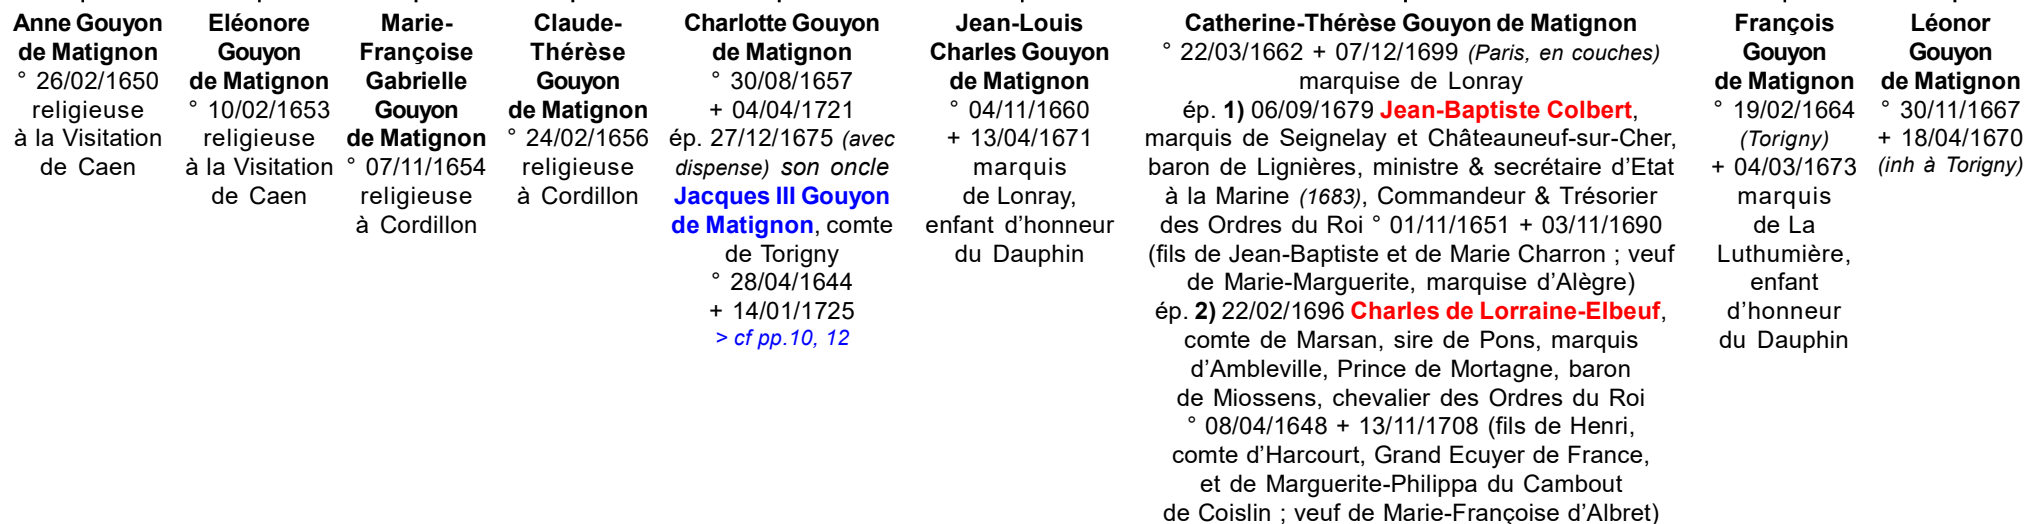 Anne Gouyon
de Matignon
° 26/02/1650
religieuse
à la Visitation
de Caen
Eléonore
Gouyon
de Matignon
° 10/02/1653
religieuse
à la Visitation
de Caen
Marie-
Françoise
Gabrielle
Gouyon
de Matignon
° 07/11/1654
religieuse
à Cordillon
Claude-
Thérèse
Gouyon
de Matignon
° 24/02/1656
religieuse
à Cordillon
Charlotte Gouyon
de Matignon
° 30/08/1657
+ 04/04/1721
ép. 27/12/1675 (avec
dispense) son oncle
Jacques III Gouyon
de Matignon, comte
de Torigny
° 28/04/1644
+ 14/01/1725
> cf pp.10, 12
Jean-Louis
Charles Gouyon
de Matignon
° 04/11/1660
+ 13/04/1671
marquis
de Lonray,
enfant d’honneur
du Dauphin
Catherine-Thérèse Gouyon de Matignon
° 22/03/1662 + 07/12/1699 (Paris, en couches)
marquise de Lonray
ép. 1) 06/09/1679 Jean-Baptiste Colbert,
marquis de Seignelay et Châteauneuf-sur-Cher,
baron de Lignières, ministre & secrétaire d’Etat
à la Marine (1683), Commandeur & Trésorier
des Ordres du Roi ° 01/11/1651 + 03/11/1690
(fils de Jean-Baptiste et de Marie Charron ; veuf
de Marie-Marguerite, marquise d’Alègre)
ép. 2) 22/02/1696 Charles de Lorraine-Elbeuf,
comte de Marsan, sire de Pons, marquis
d’Ambleville, Prince de Mortagne, baron
de Miossens, chevalier des Ordres du Roi
° 08/04/1648 + 13/11/1708 (fils de Henri,
comte d’Harcourt, Grand Ecuyer de France,
et de Marguerite-Philippa du Cambout
de Coislin ; veuf de Marie-Françoise d’Albret)
François
Gouyon
de Matignon
° 19/02/1664
(Torigny)
+ 04/03/1673
marquis
de La
Luthumière,
enfant
d’honneur
du Dauphin
Léonor
Gouyon
de Matignon
° 30/11/1667
+ 18/04/1670
(inh à Torigny)